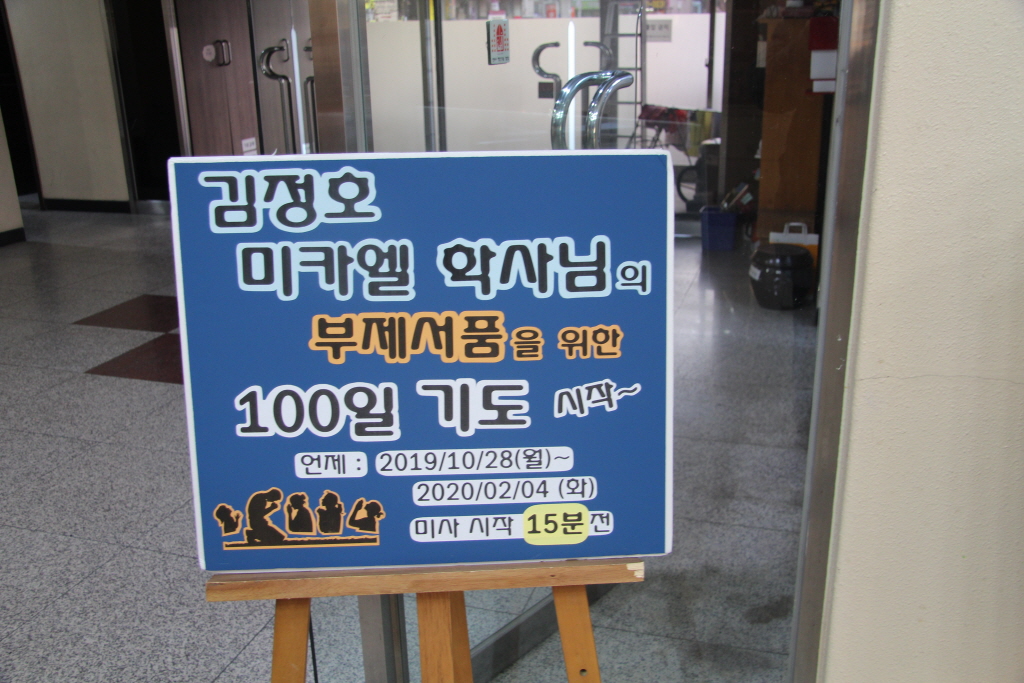 김정호
미카엘 학사님의
부제서품을 위한
100일 기도 시작~
언제 : 2019/10/28(월)~
2020/02/04 (화)
미사 시작 15분전